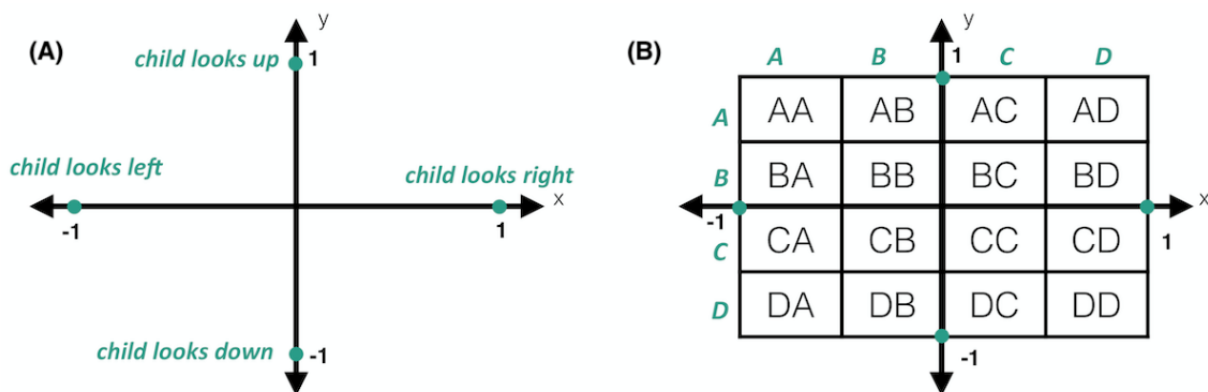 (A)
y
child looks up
1
child looks left
child looks right
x
-1
1
child looks down
-1
(B)
y
1
A B C D
A AA AB AC AD
B BA BB BC BD
-1
x
1
C CA CB CC CD
D DA DB DC DD
-1